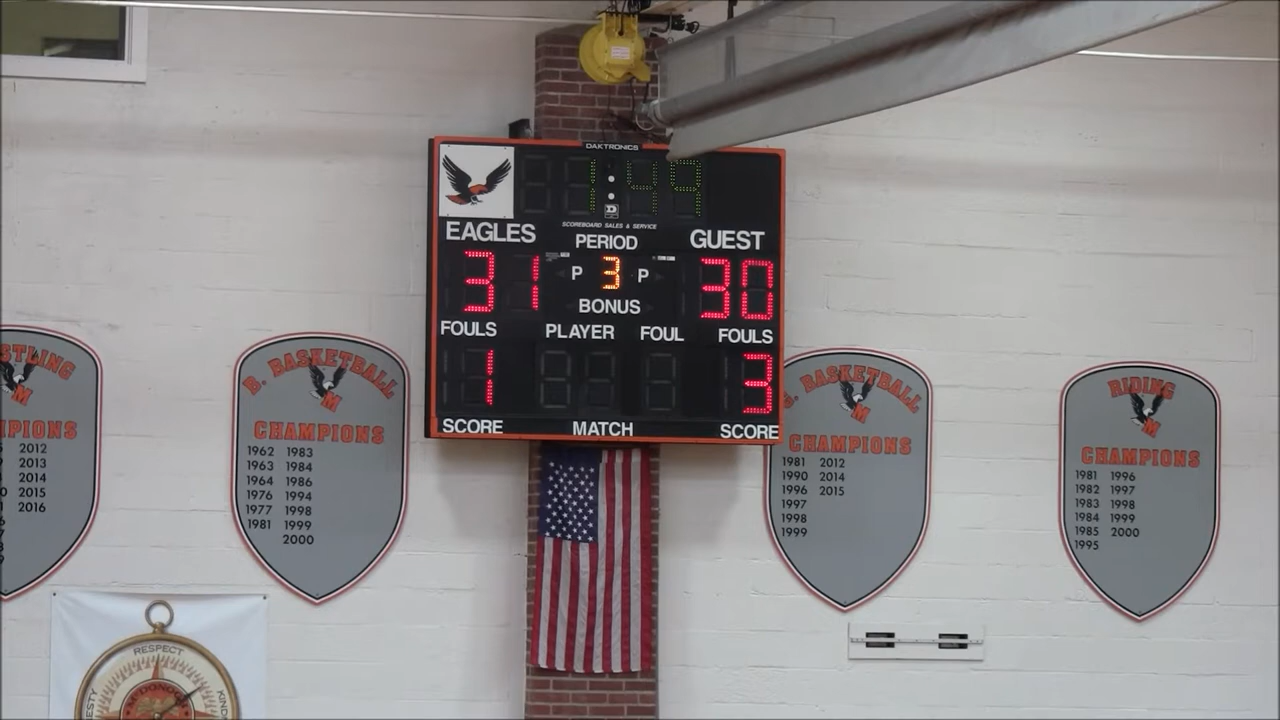 DAKTRONICS
1:49
SCOREBOARD SALES & SERVICE
EAGLES
PERIOD
GUEST
31
P 3 P
30
BONUS
FOULS
PLAYER
FOUL
FOULS
1
3
SCORE
MATCH
SCORE
2012
2013
2014
2015
2016
B. BASKETBALL
M
CHAMPIONS
1962 1983
1963 1984
1964 1986
1976 1994
1977 1998
1981 1999
2000
BASKETBALL
M
CHAMPIONS
1981 2012
1990 2014
1996 2015
1997
1998
1999
RIDING
M
CHAMPIONS
1981 1996
1982 1997
1983 1998
1984 1999
1985 2000
1995
RESPECT